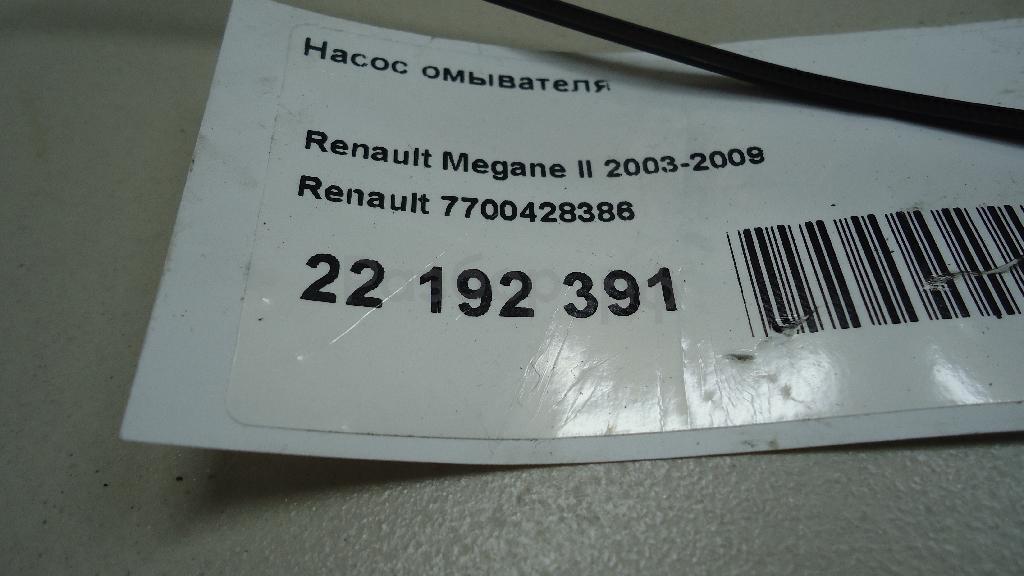 Насос омывателя
Renault Megane II 2003-2009
Renault 7700428386
22 192 391